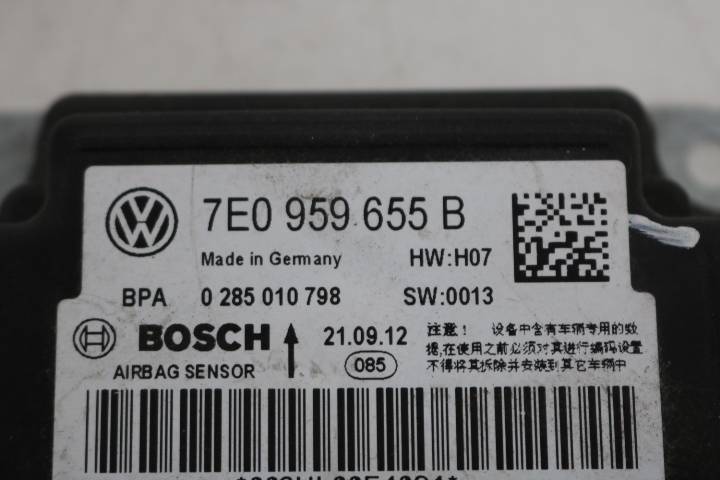 7E0 959 655 B
Made in Germany HW:H07
BPA 0 285 010 798 SW:0013
BOSCH 21.09.12
AIRBAG SENSOR 085
注意！ 设备中含有车辆专用的数
据,在使用之前必须对其进行编码设置
不得将其拆除并安装到其它车辆中